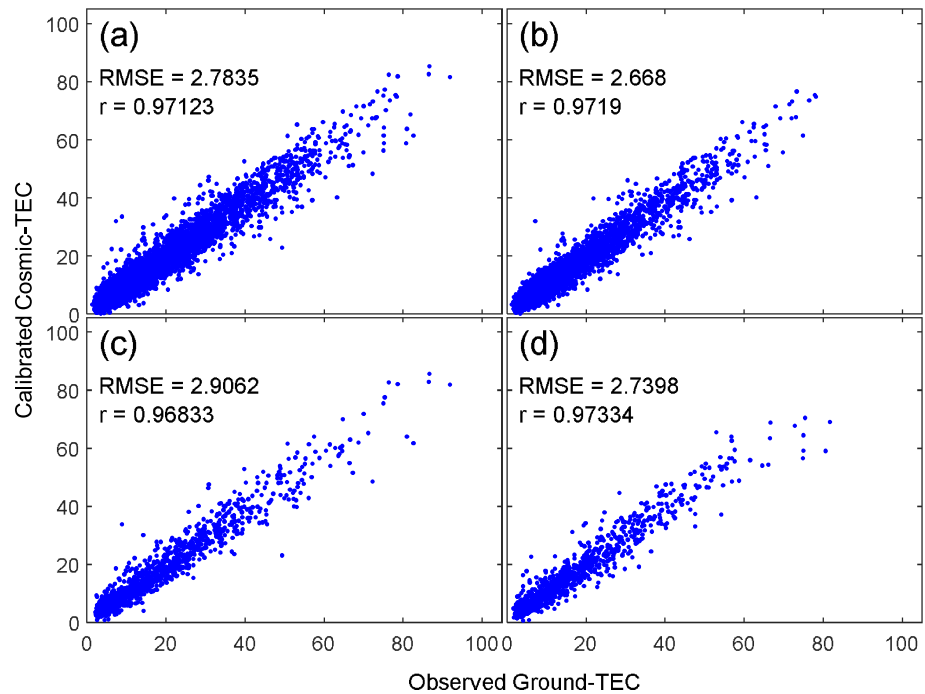 (a)
RMSE = 2.7835
r = 0.97123
(b)
RMSE = 2.668
r = 0.9719
100
80
60
40
20
0
(c)
RMSE = 2.9062
r = 0.96833
(d)
RMSE = 2.7398
r = 0.97334
100
80
60
40
20
0
0 20 40 60 80 100
0 20 40 60 80 100
Calibrated Cosmic-TEC
Observed Ground-TEC